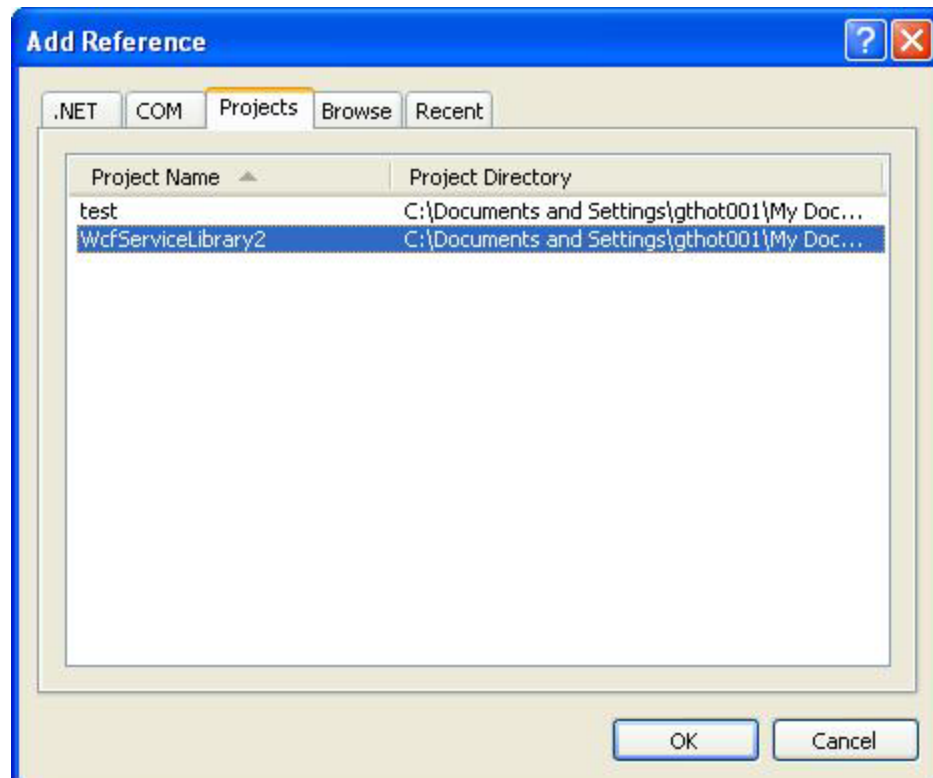 Add Reference
.NET COM Projects Browse Recent
Project Name Project Directory
test C:\Documents and Settings\gthot001\My Doc...
WcfServiceLibrary2 C:\Documents and Settings\gthot001\My Doc...
OK Cancel